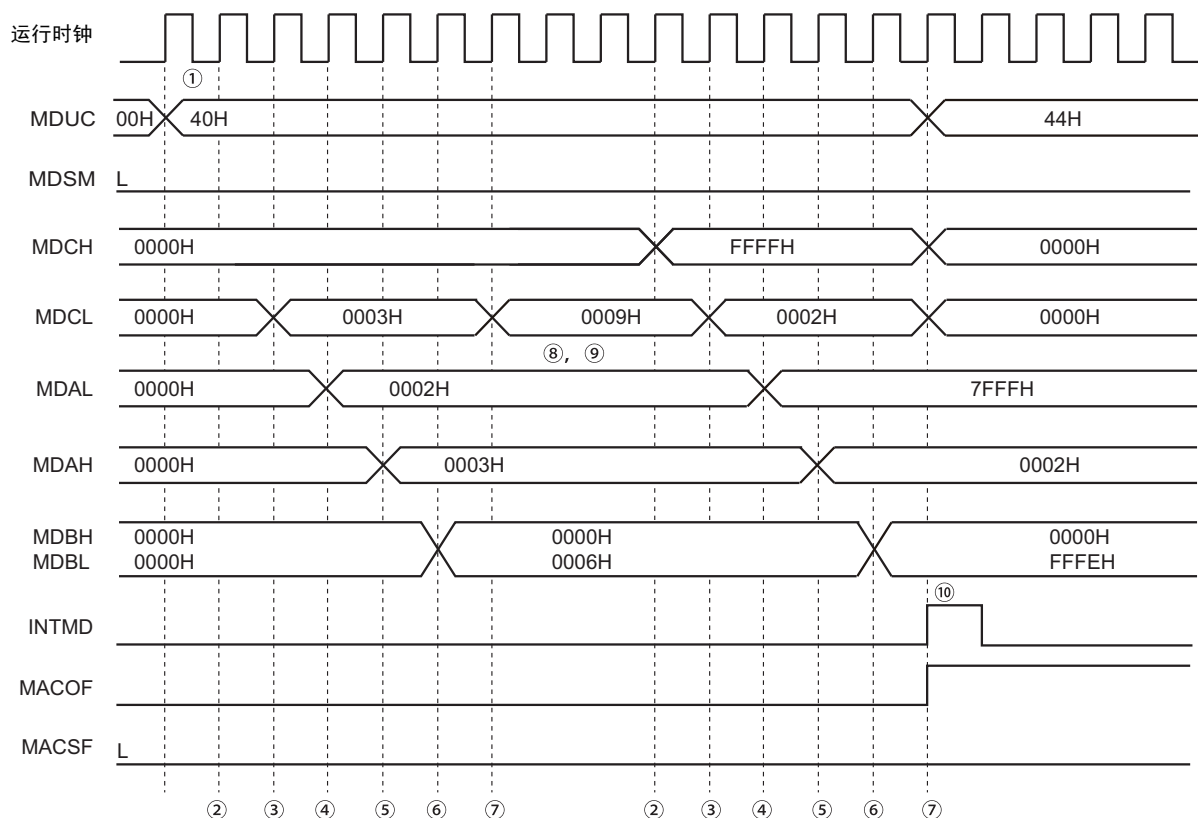 运行时钟
①
MDUC 00H 40H 44H
MDSM L
MDCH 0000H FFFFH 0000H
MDCL 0000H 0003H 0009H 0002H 0000H
⑧, ⑨
MDAL 0000H 0002H 7FFFH
MDAH 0000H 0003H 0002H
MDBH 0000H 0000H 0000H
MDBL 0000H 0006H FFFEH
⑩
INTMD
MACOF
MACSF L
② ③ ④ ⑤ ⑥ ⑦ ② ③ ④ ⑤ ⑥ ⑦